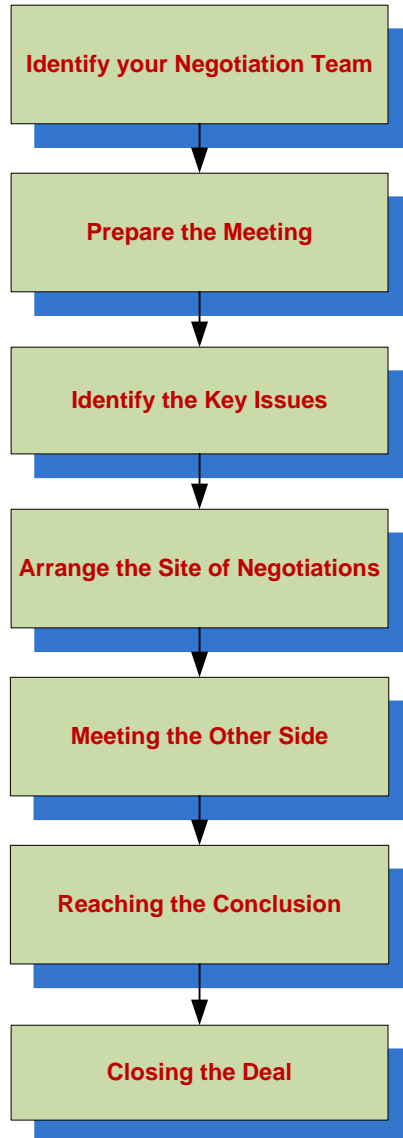 Identify your Negotiation Team
Prepare the Meeting
Identify the Key Issues
Arrange the Site of Negotiations
Meeting the Other Side
Reaching the Conclusion
Closing the Deal